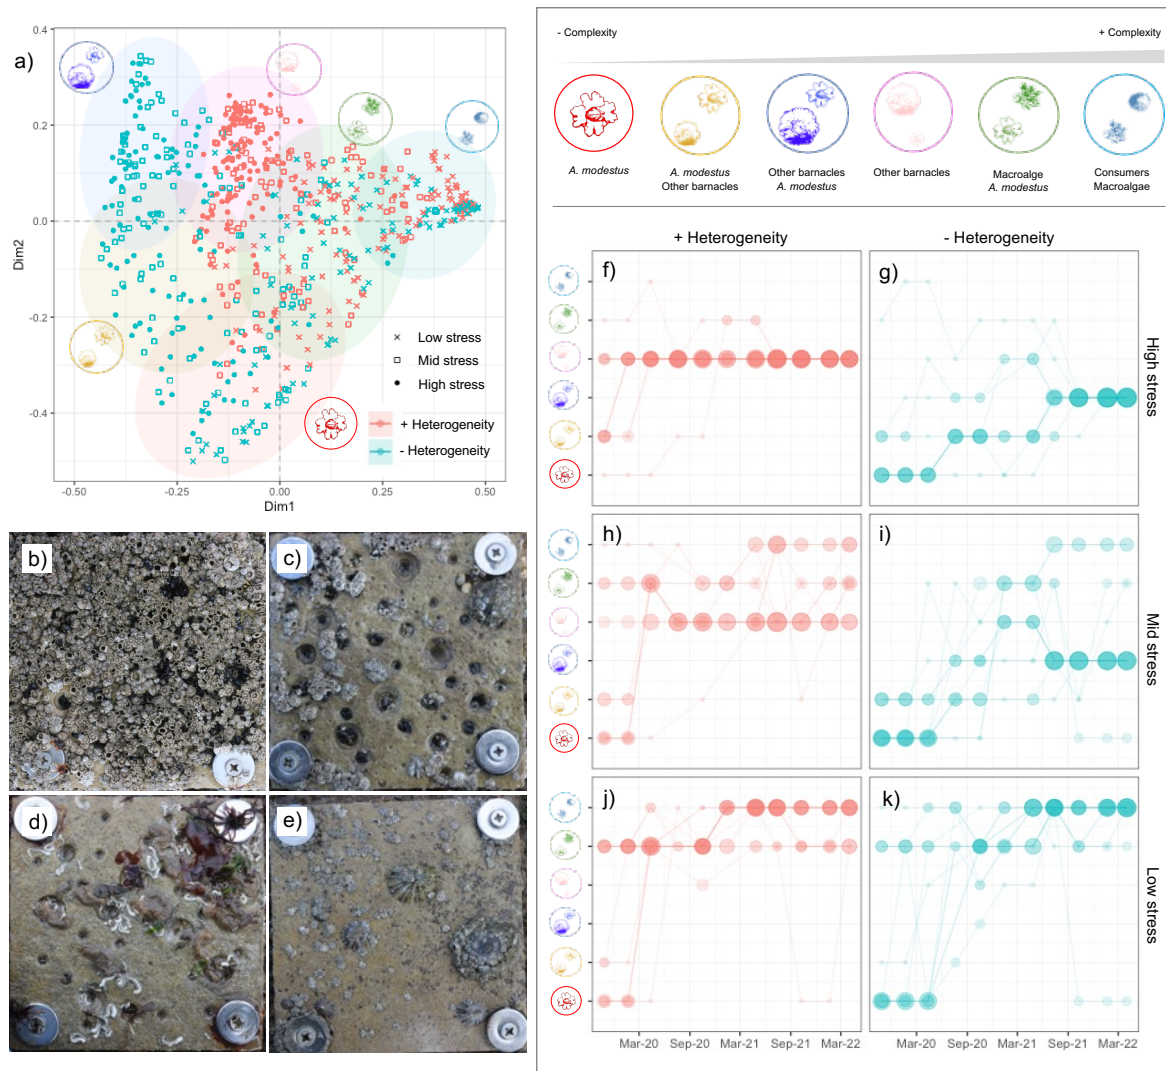 a)
0.4
0.2
0.0
-0.2
-0.4
Dim2
-0.50
-0.25
0.00
0.25
0.50
Dim1
Low stress
Mid stress
High stress
+ Heterogeneity
- Heterogeneity
b)
c)
d)
e)
- Complexity
+ Complexity
A. modestus
A. modestus
Other barnacles
Other barnacles
A. modestus
Other barnacles
Macroalge
A. modestus
Consumers
Macroalgae
+ Heterogeneity
- Heterogeneity
f)
g)
High stress
h)
i)
Mid stress
j)
k)
Low stress
Mar-20
Sep-20
Mar-21
Sep-21
Mar-22
Mar-20
Sep-20
Mar-21
Sep-21
Mar-22